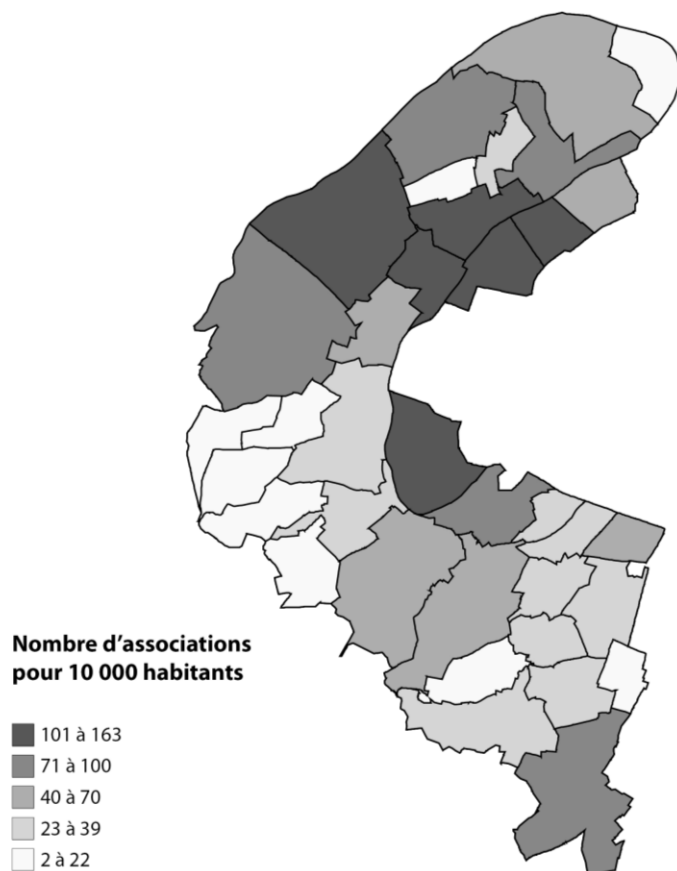 Nombre d'associations
pour 10 000 habitants
101 à 163
71 à 100
40 à 70
23 à 39
2 à 22